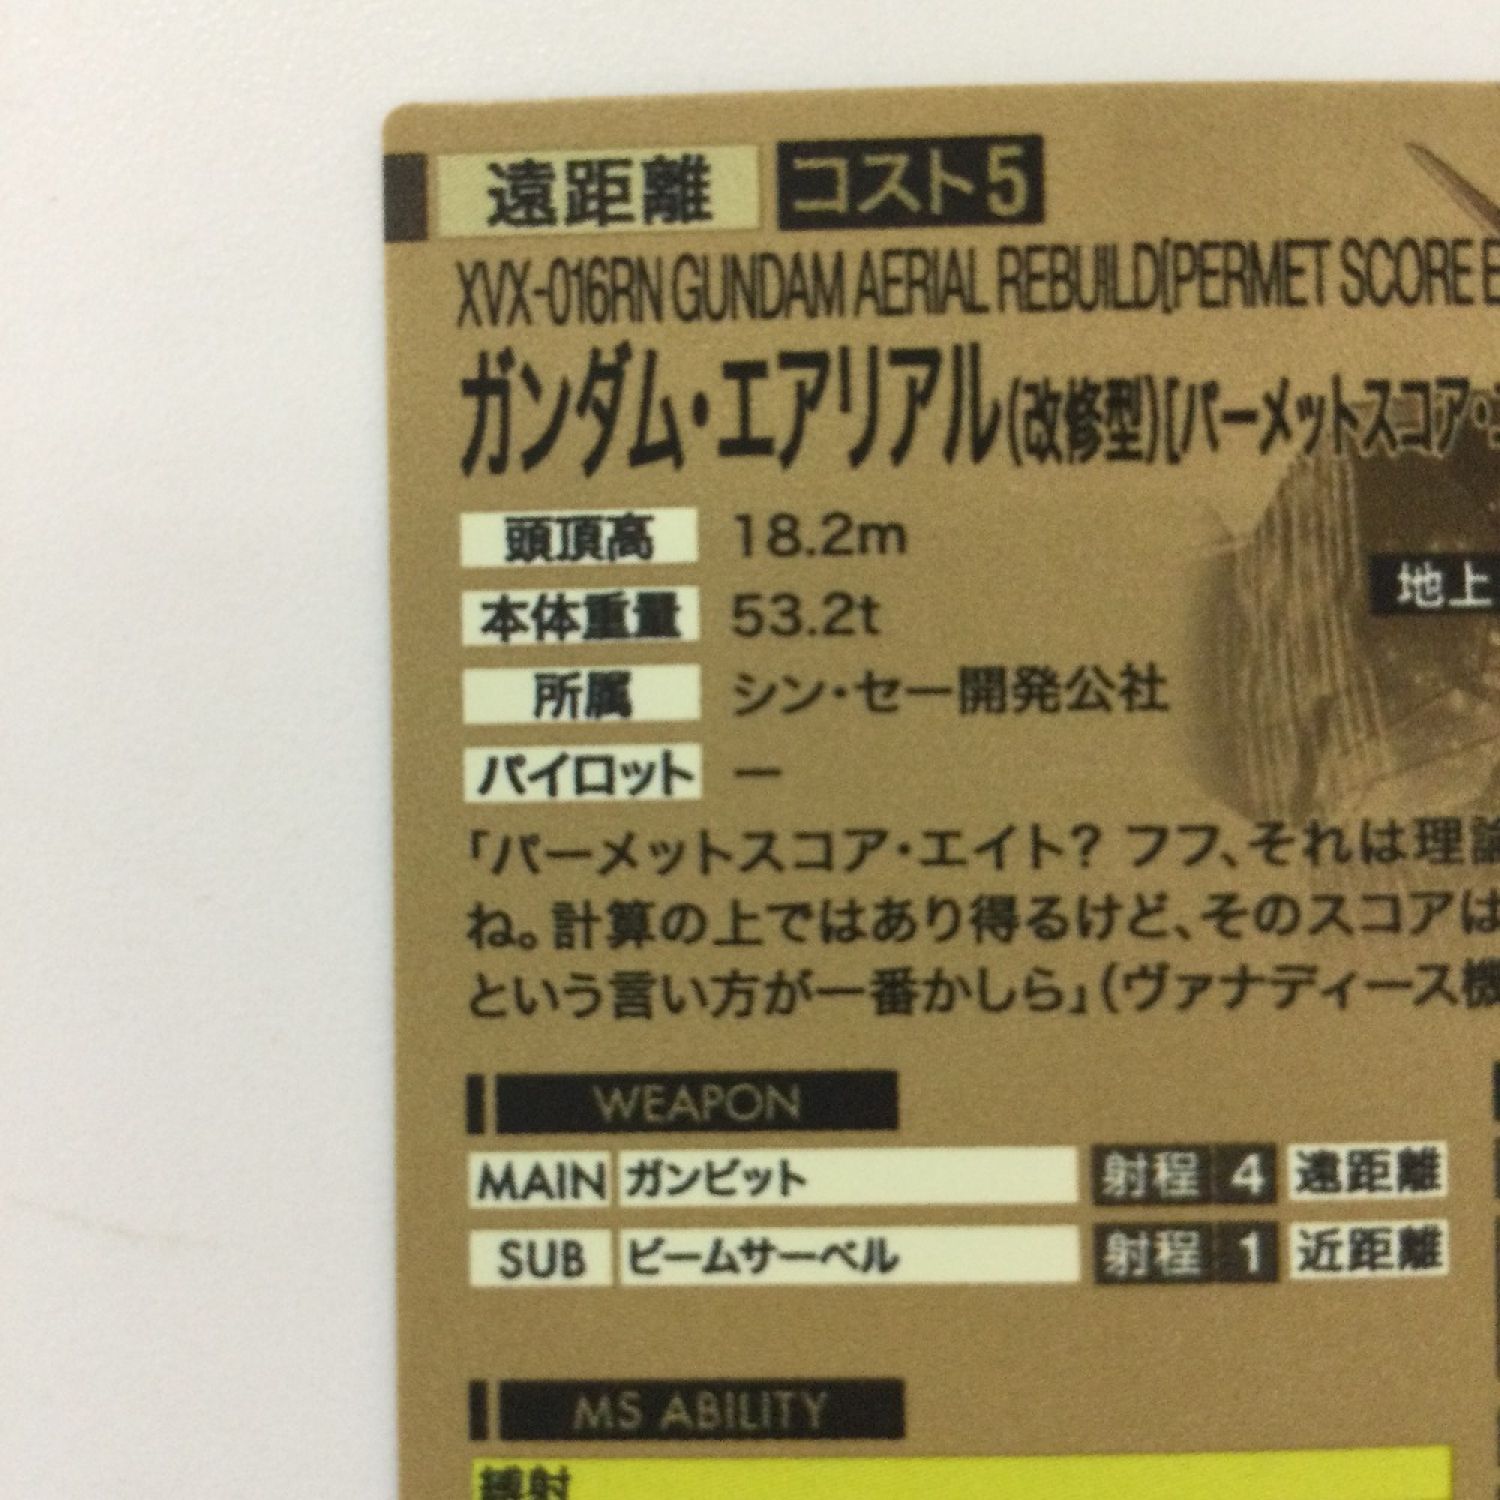 遠距離 コスト5
XVX-016RN GUNDAM AERIAL REBUILD[PERMET SCORE E
ガンダム・エアリアル(改修型)[パーメットスコア・
頭頂高 18.2m
地上
本体重量 53.2t
所属 シン・セー開発公社
パイロット ー
「パーメットスコア・エイト? フフ、それは理論
ね。計算の上ではあり得るけど、そのスコアは
という言い方が一番かしら」(ヴァナディース機
WEAPON
MAIN ガンビット 射程 4 遠距離
SUB ビームサーベル 射程 1 近距離
MS ABILITY